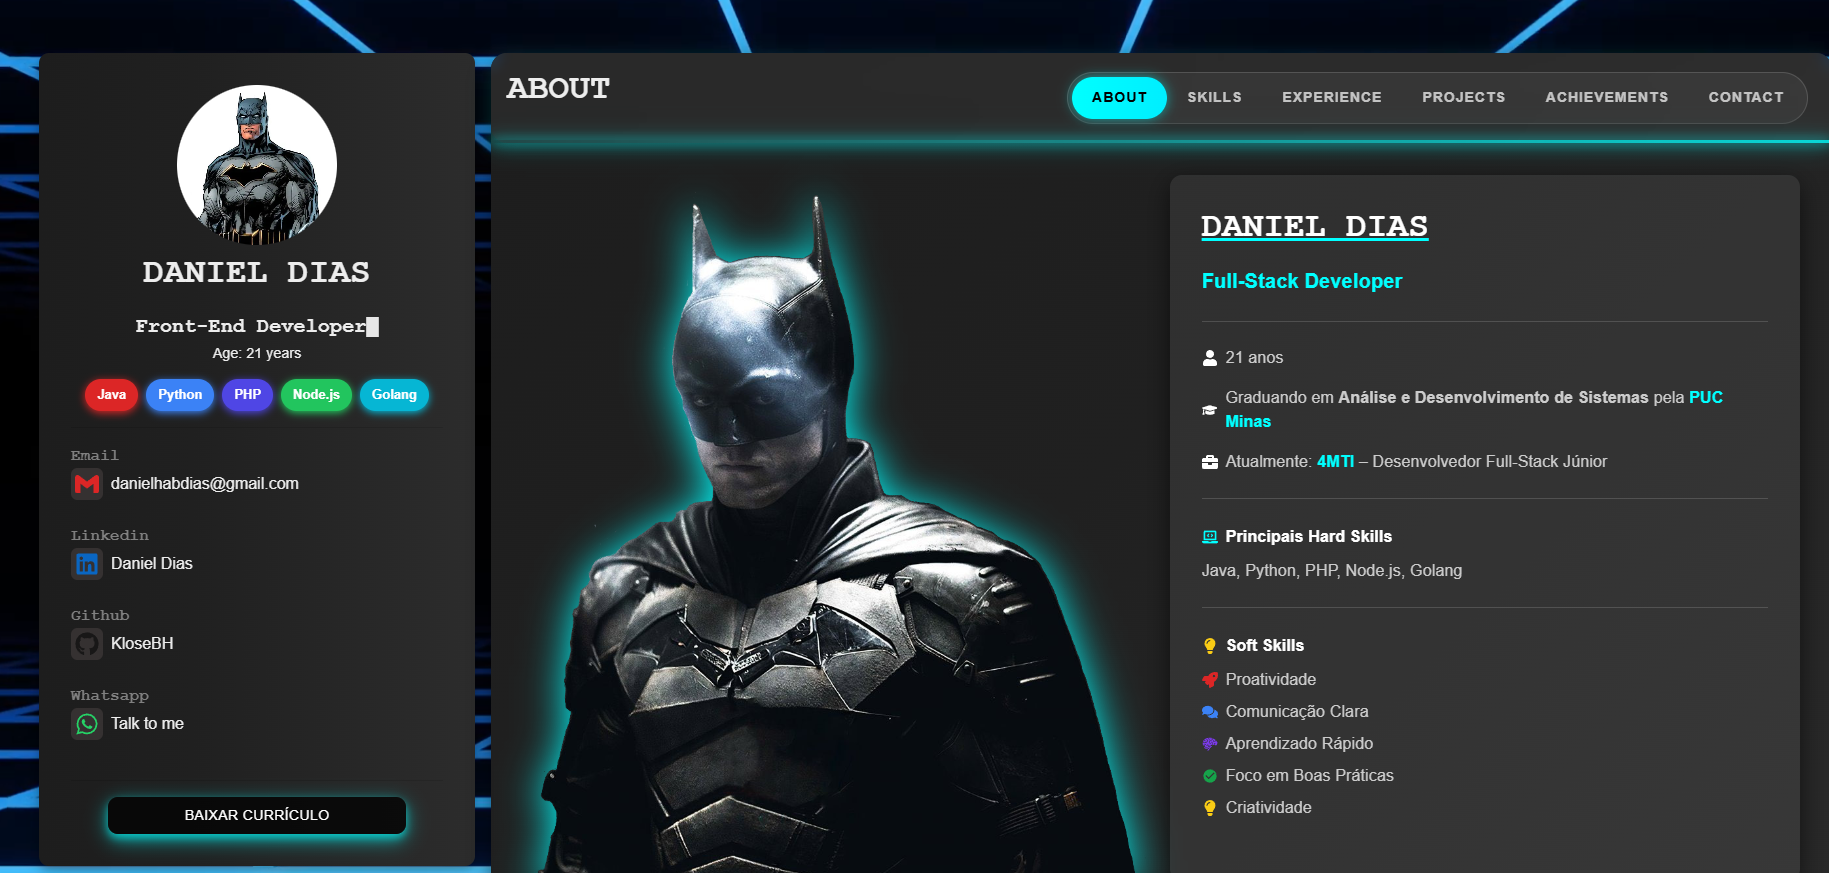 DANIEL DIAS
Front-End Developer
Age: 21 years
Java Python PHP Node.js Golang
Email
danielhabdias@gmail.com
Linkedin
Daniel Dias
Github
KloseBH
Whatsapp
Talk to me
BAIXAR CURRÍCULO
ABOUT
ABOUT SKILLS EXPERIENCE PROJECTS ACHIEVEMENTS CONTACT
DANIEL DIAS
Full-Stack Developer
21 anos
Graduando em Análise e Desenvolvimento de Sistemas pela PUC
Minas
Atualmente: 4MTI – Desenvolvedor Full-Stack Júnior
Principais Hard Skills
Java, Python, PHP, Node.js, Golang
Soft Skills
Proatividade
Comunicação Clara
Aprendizado Rápido
Foco em Boas Práticas
Criatividade